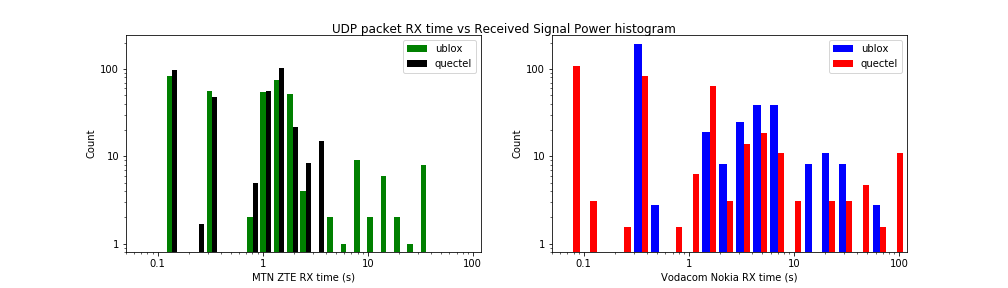 UDP packet RX time vs Received Signal Power histogram
ublox
quectel
100
10
1
Count
0.1
1
10
100
MTN ZTE RX time (s)
ublox
quectel
100
10
1
Count
0.1
1
10
100
Vodacom Nokia RX time (s)